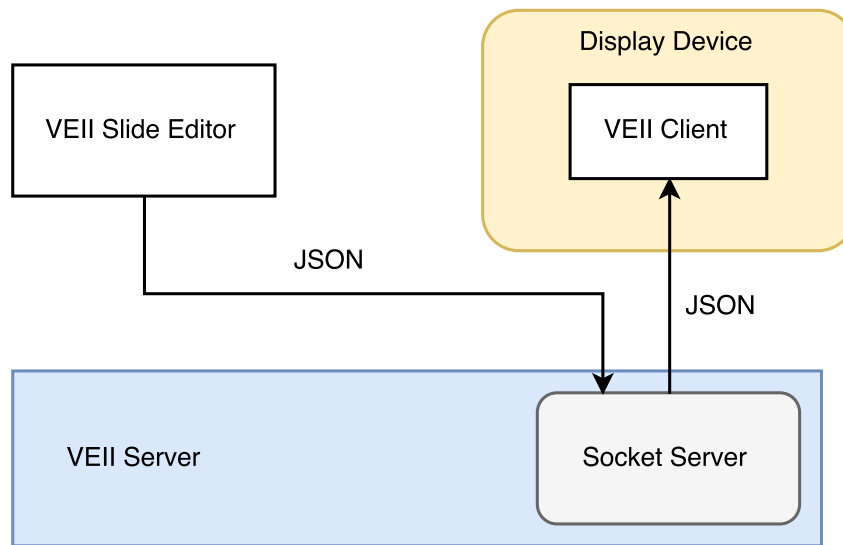 Display Device
VEII Slide Editor
VEII Client
JSON
JSON
VEII Server
Socket Server